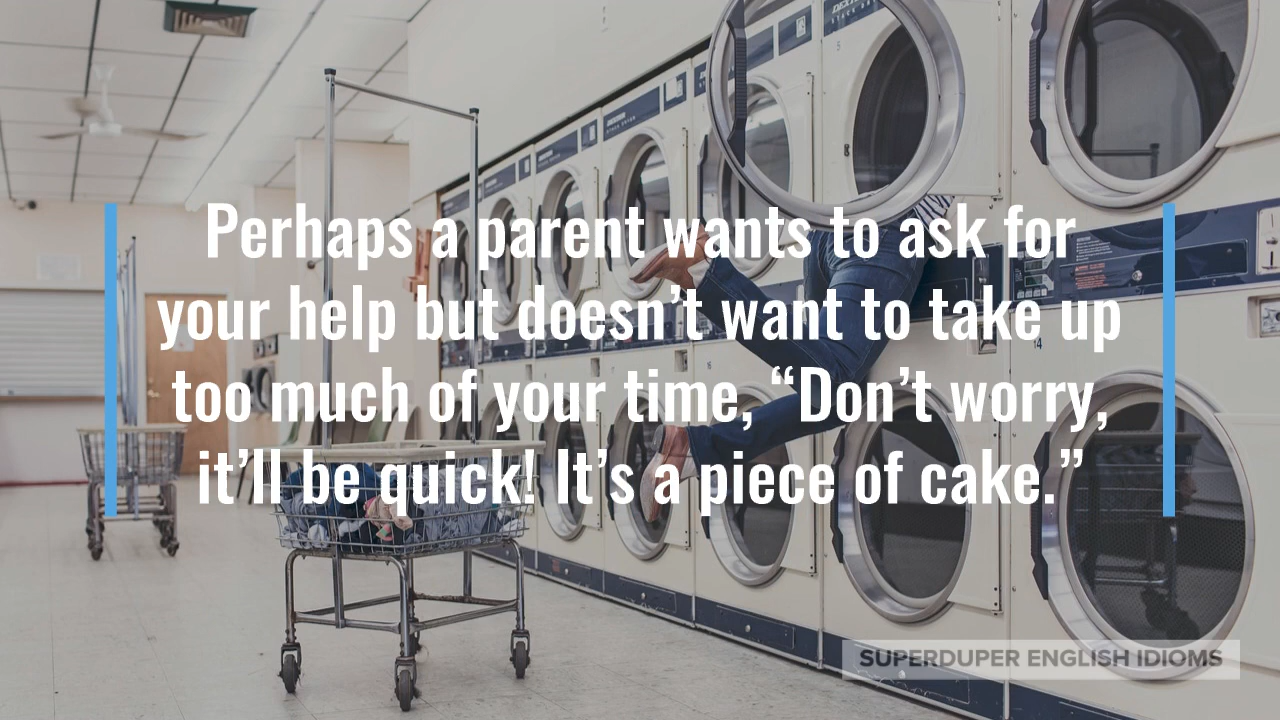 Perhaps a parent wants to ask for
your help but doesn’t want to take up
too much of your time, “Don’t worry,
it’ll be quick! It’s a piece of cake.”
SUPERDUPER ENGLISH IDIOMS